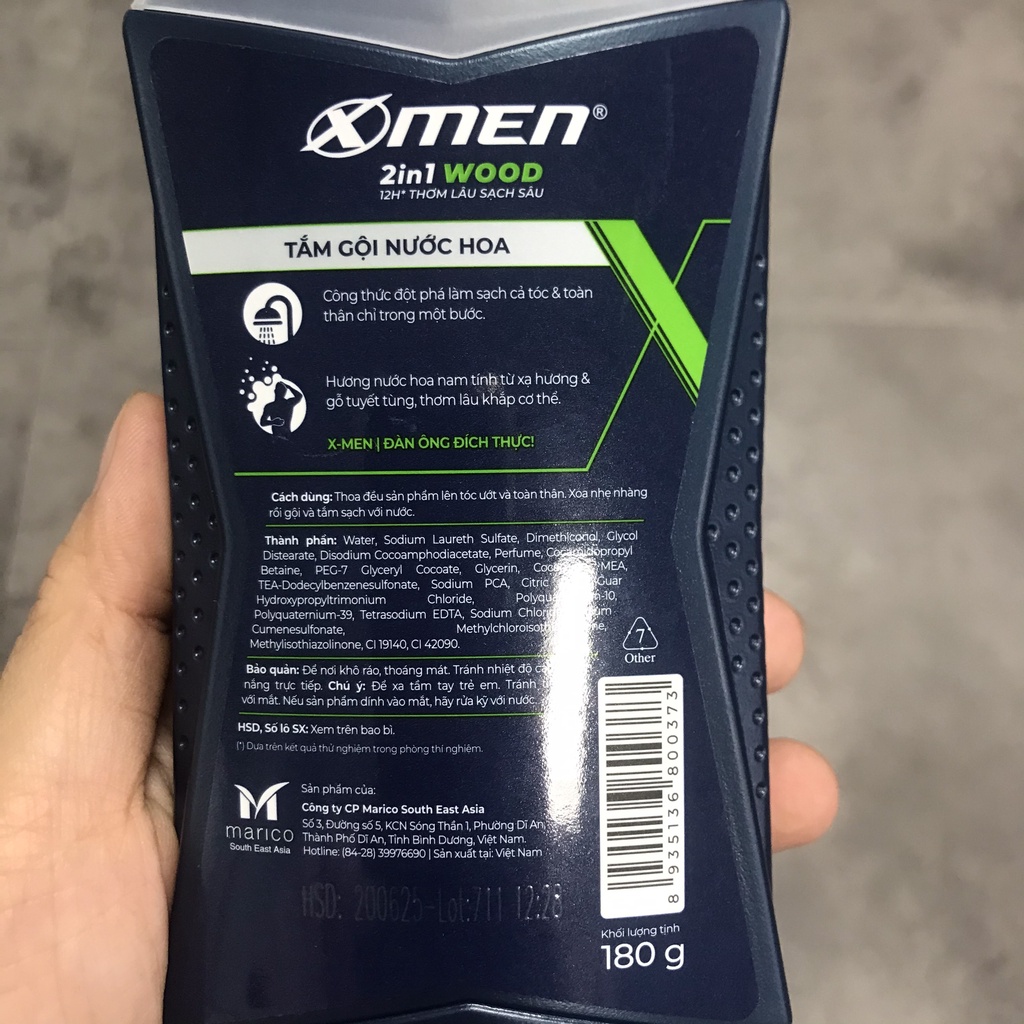 XMEN®
2in1 WOOD
12H* THƠM LÂU SẠCH SÂU
TẮM GỘI NƯỚC HOA
Công thức đột phá làm sạch cả tóc & toàn
thân chỉ trong một bước.
Hương nước hoa nam tính từ xạ hương &
gỗ tuyết tùng, thơm lâu khắp cơ thể.
X-MEN | ĐÀN ÔNG ĐÍCH THỰC!
Cách dùng: Thoa đều sản phẩm lên tóc ướt và toàn thân. Xoa nhẹ nhàng
rồi gội và tắm sạch với nước.
Thành phần: Water, Sodium Laureth Sulfate, Dimethiconol, Glycol
Distearate, Disodium Cocoamphodiacetate, Perfume, Cocamidopropyl
Betaine, PEG-7 Glyceryl Cocoate, Glycerin, MEA,
TEA-Dodecylbenzenesulfonate, Sodium PCA, Citric Guar
Hydroxypropyltrimonium Chloride,
Polyquaternium-39, Tetrasodium EDTA, Sodium
Cumenesulfonate,
Methylisothiazolinone, CI 19140, CI 42090.
Bảo quản: Để nơi khô ráo, thoáng mát. Tránh nhiệt độ
nắng trực tiếp. Chú ý: Để xa tầm tay trẻ em. Tránh
với mắt. Nếu sản phẩm dính vào mắt, hãy rửa kỹ với nước.
HSD, Số lô SX: Xem trên bao bì.
(*) Dựa trên kết quả thử nghiệm trong phòng thí nghiệm.
7
Other
marico
South East Asia
Sản phẩm của:
Công ty CP Marico South East Asia
Số 3, Đường số 5, KCN Sóng Thần 1, Phường Dĩ An,
Thành Phố Dĩ An, Tỉnh Bình Dương, Việt Nam.
Hotline: (84-28) 39976690 | Sản xuất tại: Việt Nam
HSD: 200625-Lot:711 12:28
8 935136 800373
Khối lượng tịnh
180 g